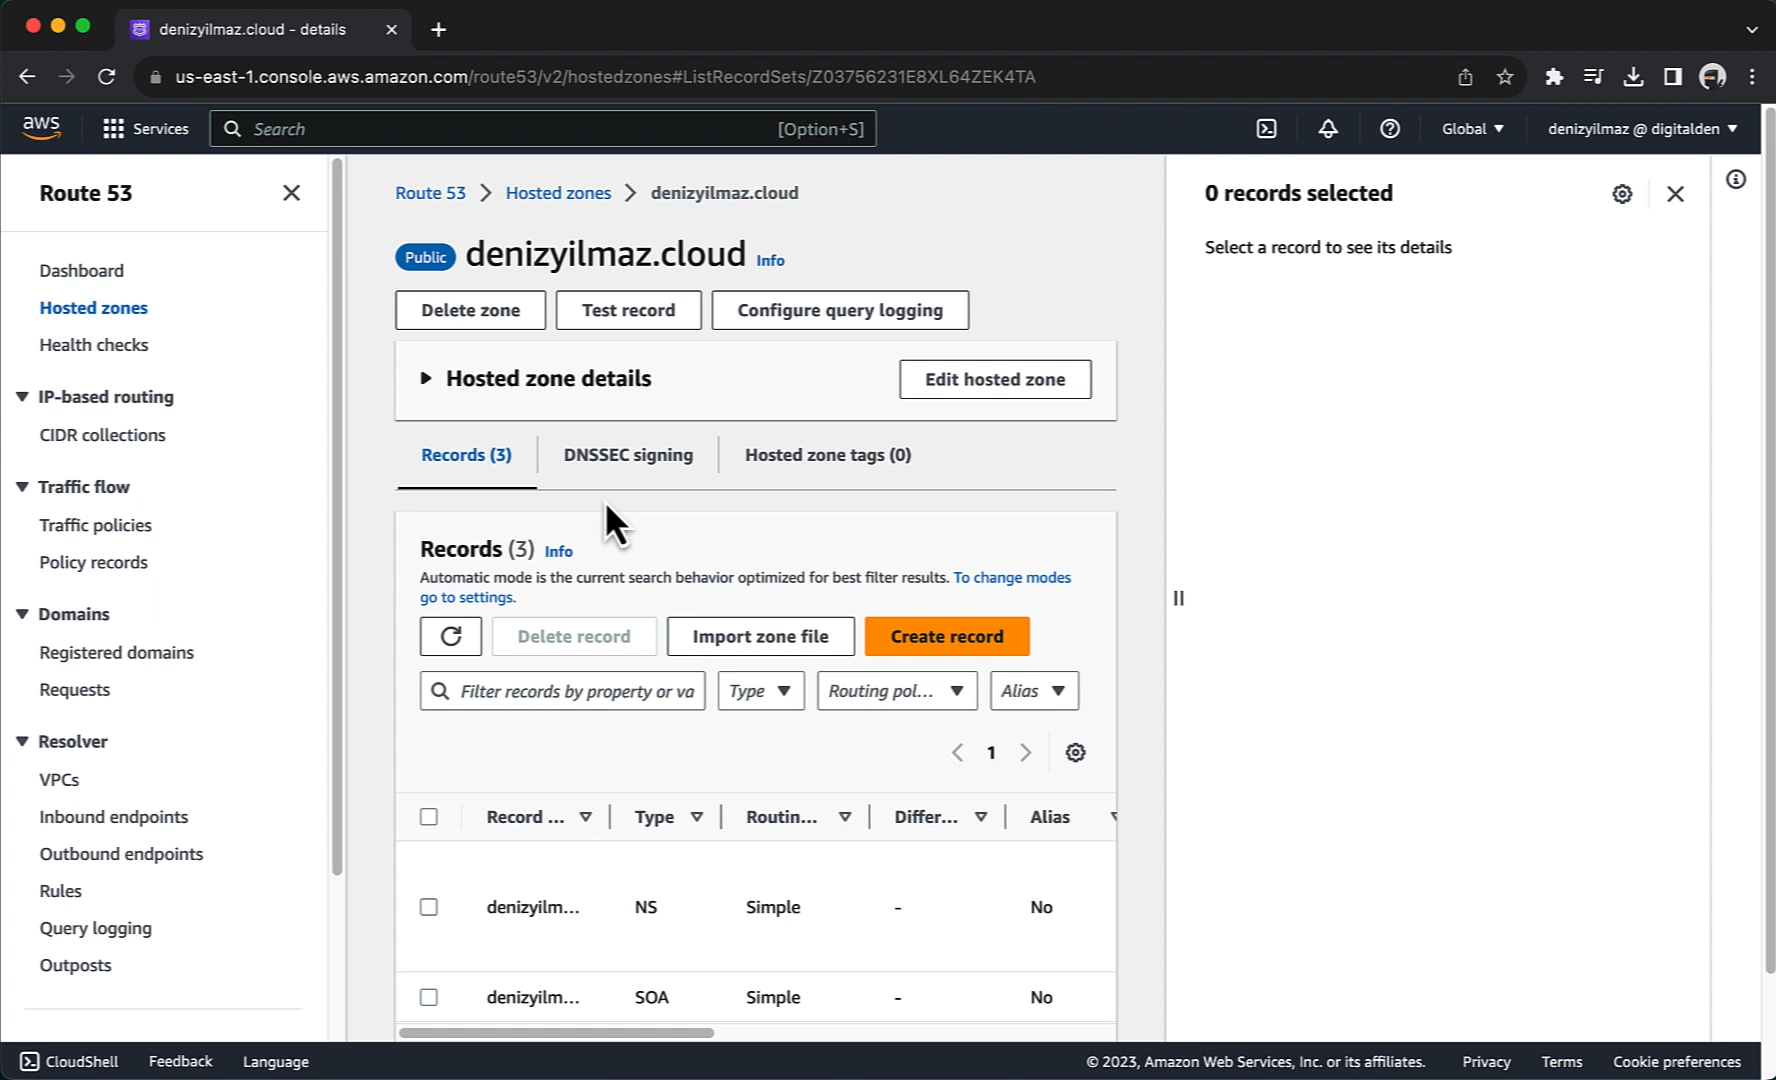 denizyilmaz.cloud - details
us-east-1.console.aws.amazon.com/route53/v2/hostedzones#ListRecordSets/Z03756231E8XL64ZEK4TA
aws
Services
Search
[Option+S]
Global
denizyilmaz @ digitalden
Route 53
Dashboard
Hosted zones
Health checks
IP-based routing
CIDR collections
Traffic flow
Traffic policies
Policy records
Domains
Registered domains
Requests
Resolver
VPCs
Inbound endpoints
Outbound endpoints
Rules
Query logging
Outposts
Route 53
Hosted zones
denizyilmaz.cloud
Public denizyilmaz.cloud Info
Delete zone
Test record
Configure query logging
Hosted zone details
Edit hosted zone
Records (3)
DNSSEC signing
Hosted zone tags (0)
Records (3) Info
Automatic mode is the current search behavior optimized for best filter results. To change modes
go to settings.
Delete record
Import zone file
Create record
Filter records by property or va
Type
Routing pol...
Alias
1
Record ... Type Routin... Differ... Alias
denizyilm... NS Simple - No
denizyilm... SOA Simple - No
0 records selected
Select a record to see its details
CloudShell
Feedback
Language
© 2023, Amazon Web Services, Inc. or its affiliates.
Privacy
Terms
Cookie preferences